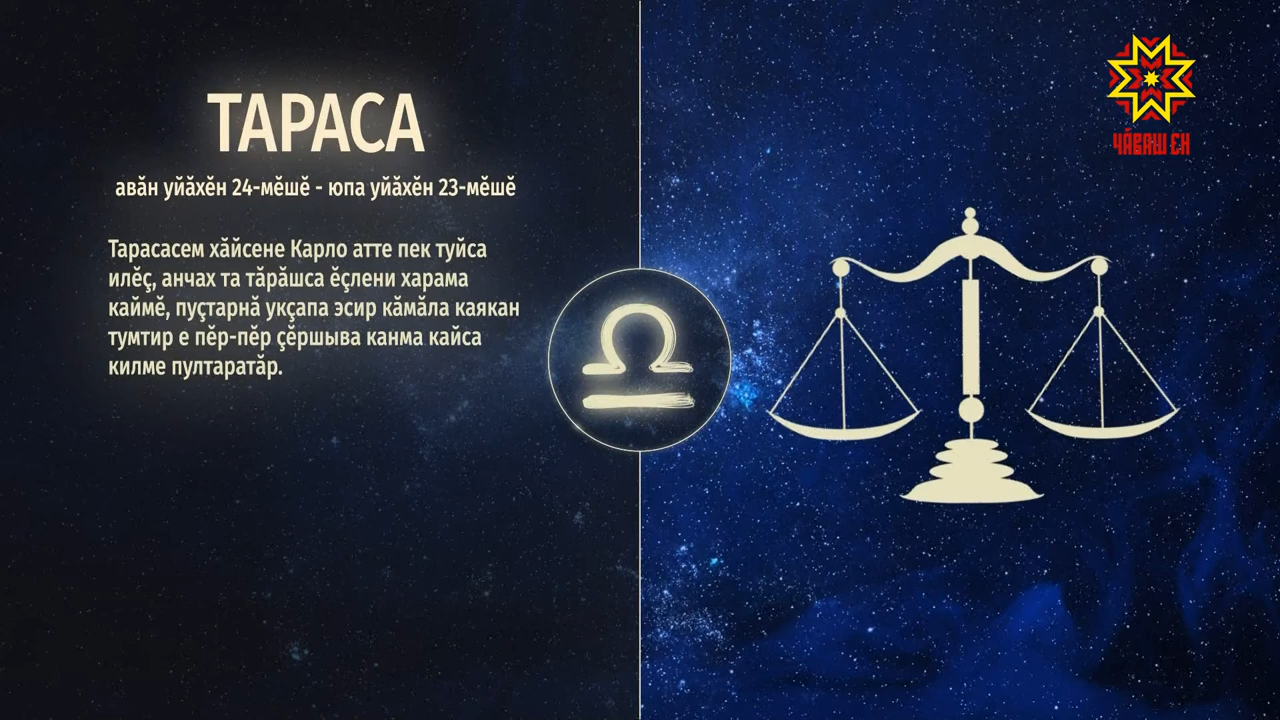 ТАРАСА
авӑн уйӑхӗн 24-мӗшӗ - юпа уйӑхӗн 23-мӗшӗ
Тарасасем хӑйсене Карло атте пек туйса
илӗҫ, анчах та тӑрӑшса ӗҫлени харама
каймӗ, пуҫтарнӑ укҫапа эсир кӑмӑла каякан
тумтир е пӗр-пӗр ҫӗршыва канма кайса
килме пултаратӑр.
ЧӐВАШ ЕН